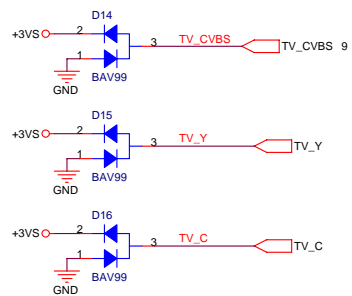 D14
+3VS 2
3 TV_CVBS TV_CVBS 9
1
BAV99
GND
D15
+3VS 2
3 TV_Y TV_Y
1
BAV99
GND
D16
+3VS 2
3 TV_C TV_C
1
BAV99
GND